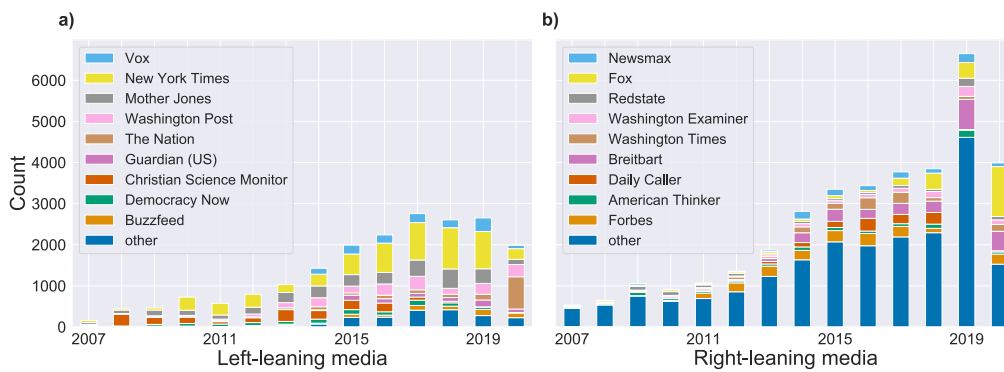 a)
Count
6000
5000
4000
3000
2000
1000
0
Vox
New York Times
Mother Jones
Washington Post
The Nation
Guardian (US)
Christian Science Monitor
Democracy Now
Buzzfeed
other
2007 2011 2015 2019
Left-leaning media
b)
Newsmax
Fox
Redstate
Washington Examiner
Washington Times
Breitbart
Daily Caller
American Thinker
Forbes
other
2007 2011 2015 2019
Right-leaning media